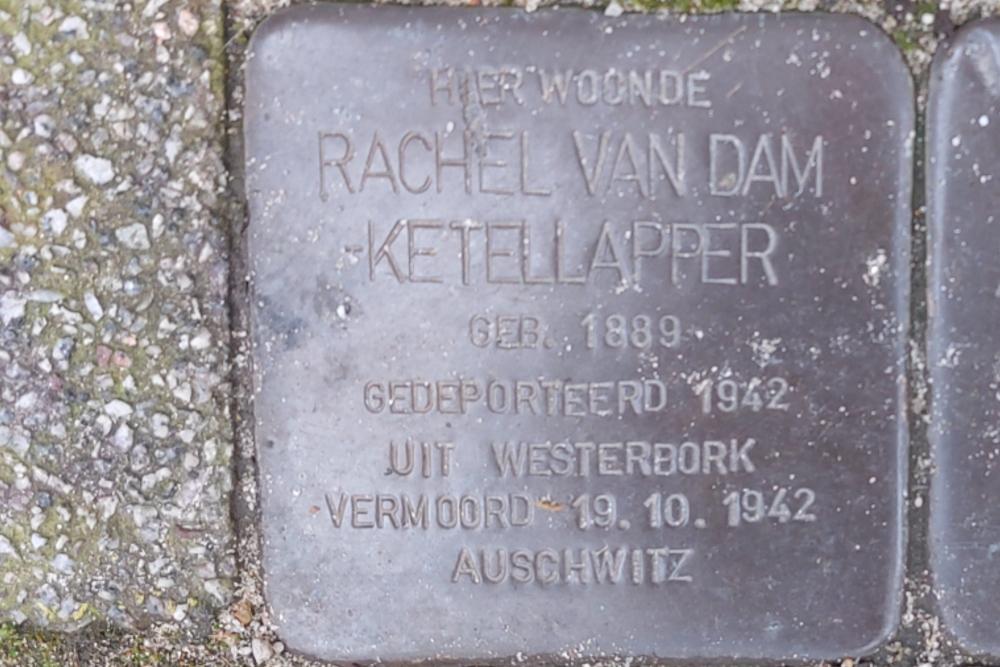 HIER WOONDE
RACHEL VAN DAM
-KETELLAPPER
GEB. 1889
GEDEPORTEERD 1942
UIT WESTERBORK
VERMOORD 19.10.1942
AUSCHWITZ